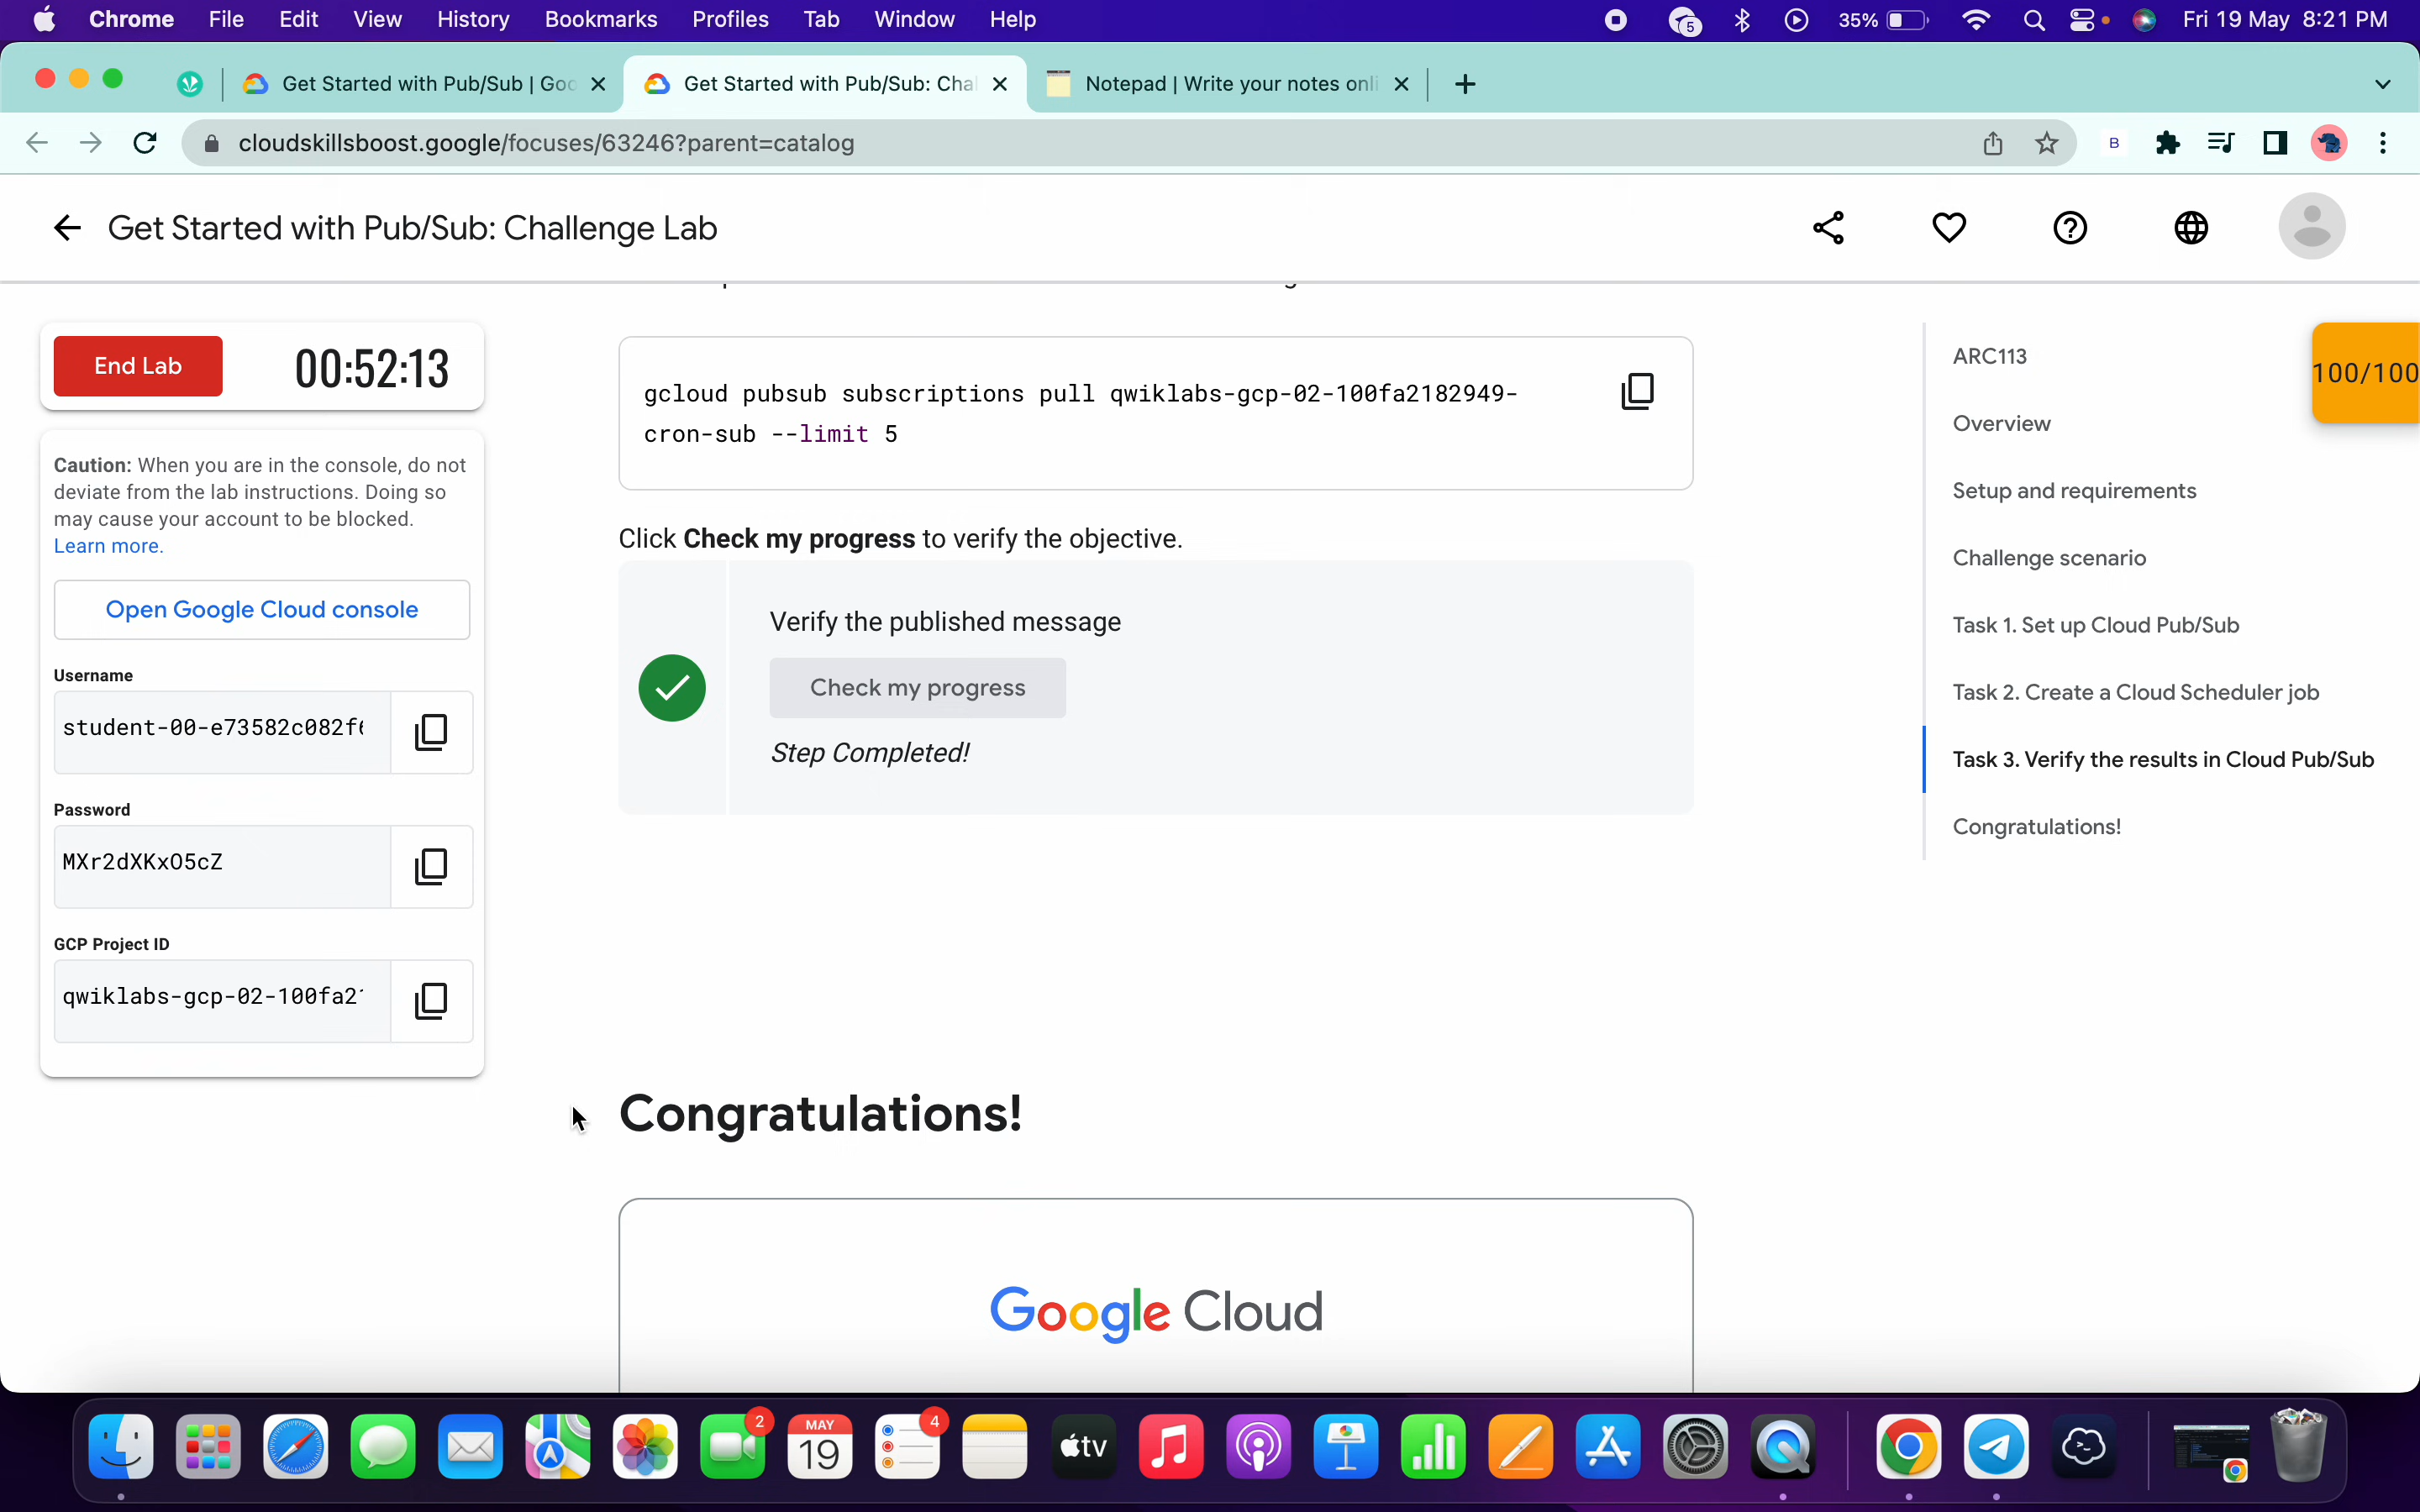 Chrome File Edit View History Bookmarks Profiles Tab Window Help 5 35% Fri 19 May 8:21 PM
Get Started with Pub/Sub | Goo Get Started with Pub/Sub: Chal Notepad | Write your notes onli
cloudskillsboost.google/focuses/63246?parent=catalog B
Get Started with Pub/Sub: Challenge Lab
End Lab 00:52:13
Caution: When you are in the console, do not
deviate from the lab instructions. Doing so
may cause your account to be blocked.
Learn more.
Open Google Cloud console
Username
student-00-e73582c082f
Password
MXr2dXKxO5cZ
GCP Project ID
qwiklabs-gcp-02-100fa2
gcloud pubsub subscriptions pull qwiklabs-gcp-02-100fa2182949-
cron-sub --limit 5
Click Check my progress to verify the objective.
Verify the published message
Check my progress
Step Completed!
Congratulations!
Google Cloud
ARC113
Overview
Setup and requirements
Challenge scenario
Task 1. Set up Cloud Pub/Sub
Task 2. Create a Cloud Scheduler job
Task 3. Verify the results in Cloud Pub/Sub
Congratulations!
100/100
2 MAY 19 4 tv